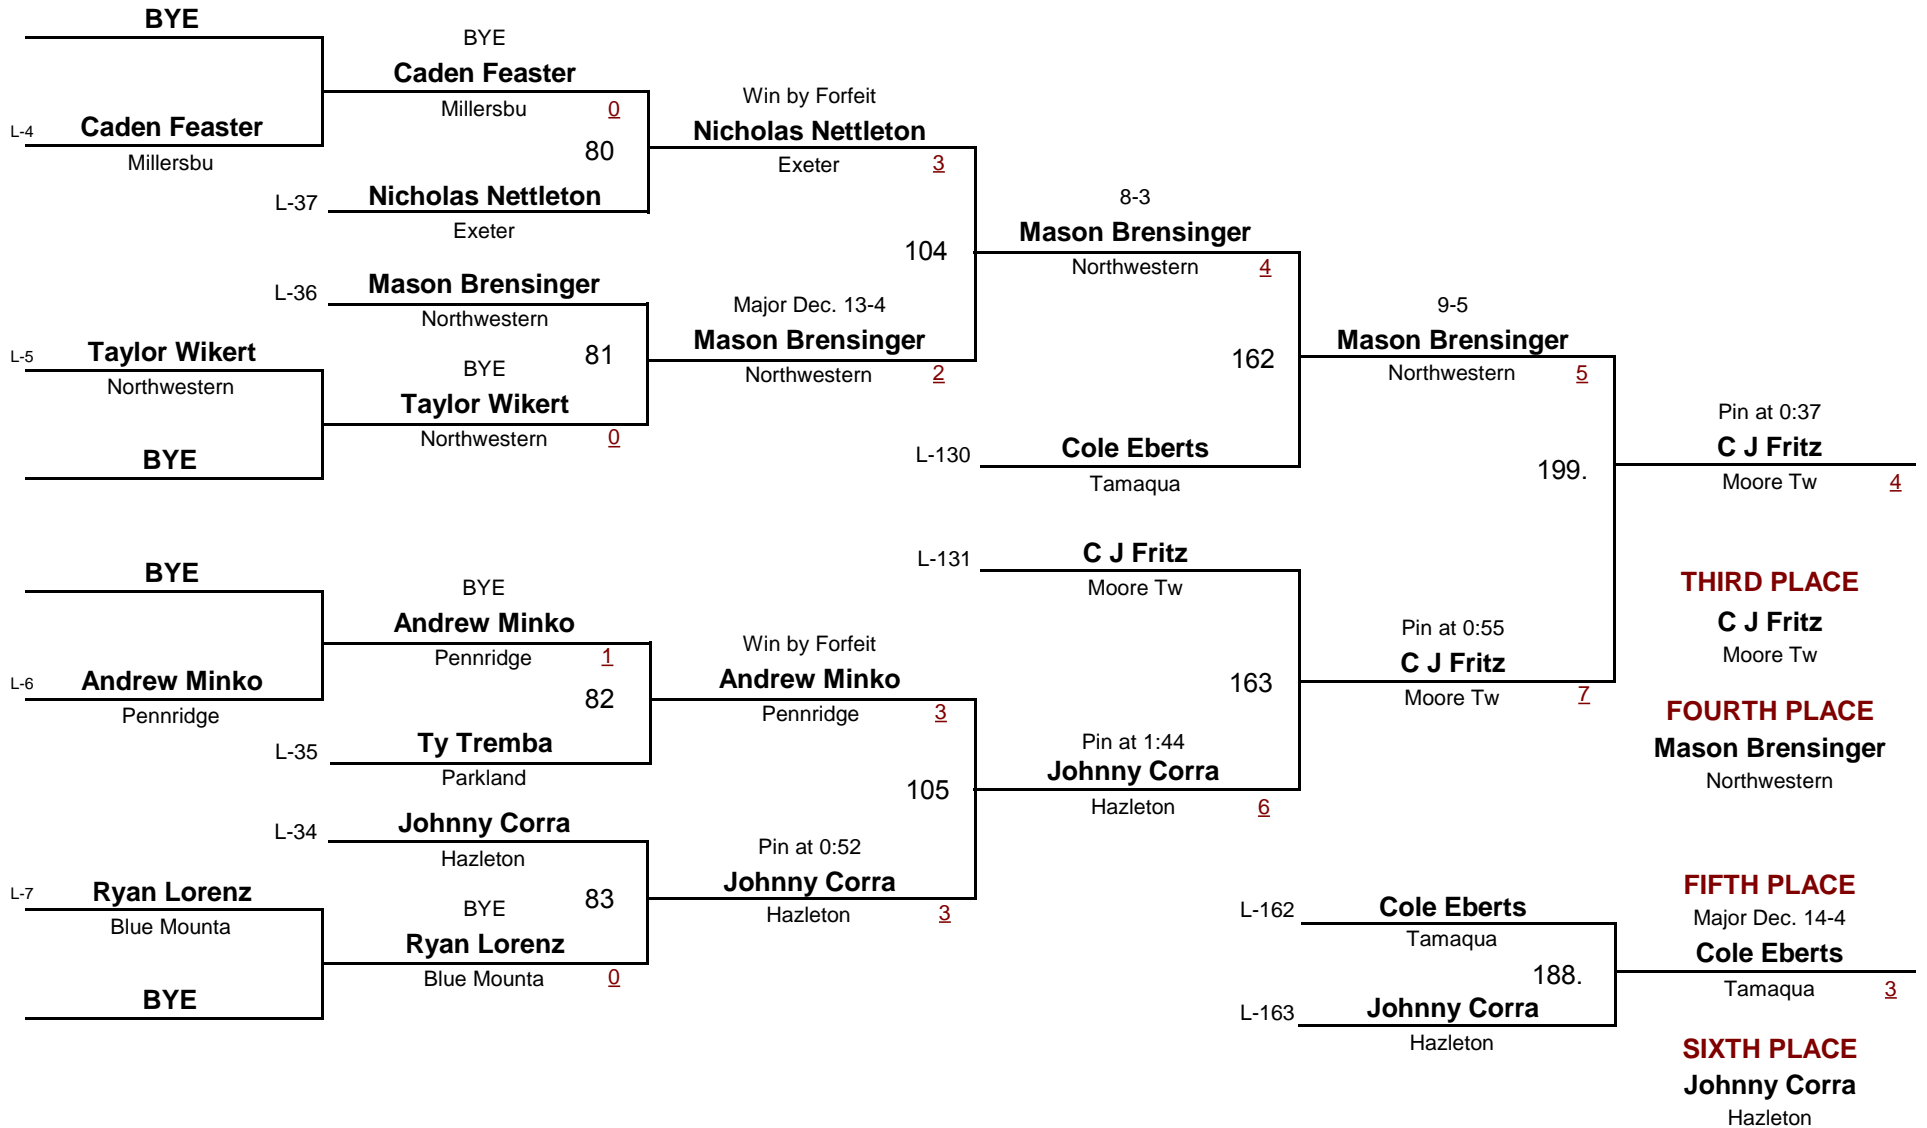 BYE
BYE
Caden Feaster
Millersbu 0
L-4 Caden Feaster
Millersbu
80
Win by Forfeit
Nicholas Nettleton
Exeter 3
L-37 Nicholas Nettleton
Exeter
104
8-3
Mason Brensinger
Northwestern 4
L-36 Mason Brensinger
Northwestern
L-5 Taylor Wikert
Northwestern
81
BYE
Taylor Wikert
Northwestern 0
BYE
Major Dec. 13-4
Mason Brensinger
Northwestern 2
162
9-5
Mason Brensinger
Northwestern 5
L-130 Cole Eberts
Tamaqua
199.
Pin at 0:37
C J Fritz
Moore Tw 4
L-131 C J Fritz
Moore Tw
BYE
BYE
Andrew Minko
Pennridge 1
L-6 Andrew Minko
Pennridge
82
Win by Forfeit
Andrew Minko
Pennridge 3
L-35 Ty Tremba
Parkland
163
Pin at 0:55
C J Fritz
Moore Tw 7
105
Pin at 1:44
Johnny Corra
Hazleton 6
L-34 Johnny Corra
Hazleton
L-7 Ryan Lorenz
Blue Mounta
83
BYE
Ryan Lorenz
Blue Mounta 0
BYE
Pin at 0:52
Johnny Corra
Hazleton 3
THIRD PLACE
C J Fritz
Moore Tw
FOURTH PLACE
Mason Brensinger
Northwestern
L-162 Cole Eberts
Tamaqua
188.
L-163 Johnny Corra
Hazleton
FIFTH PLACE
Major Dec. 14-4
Cole Eberts
Tamaqua 3
SIXTH PLACE
Johnny Corra
Hazleton